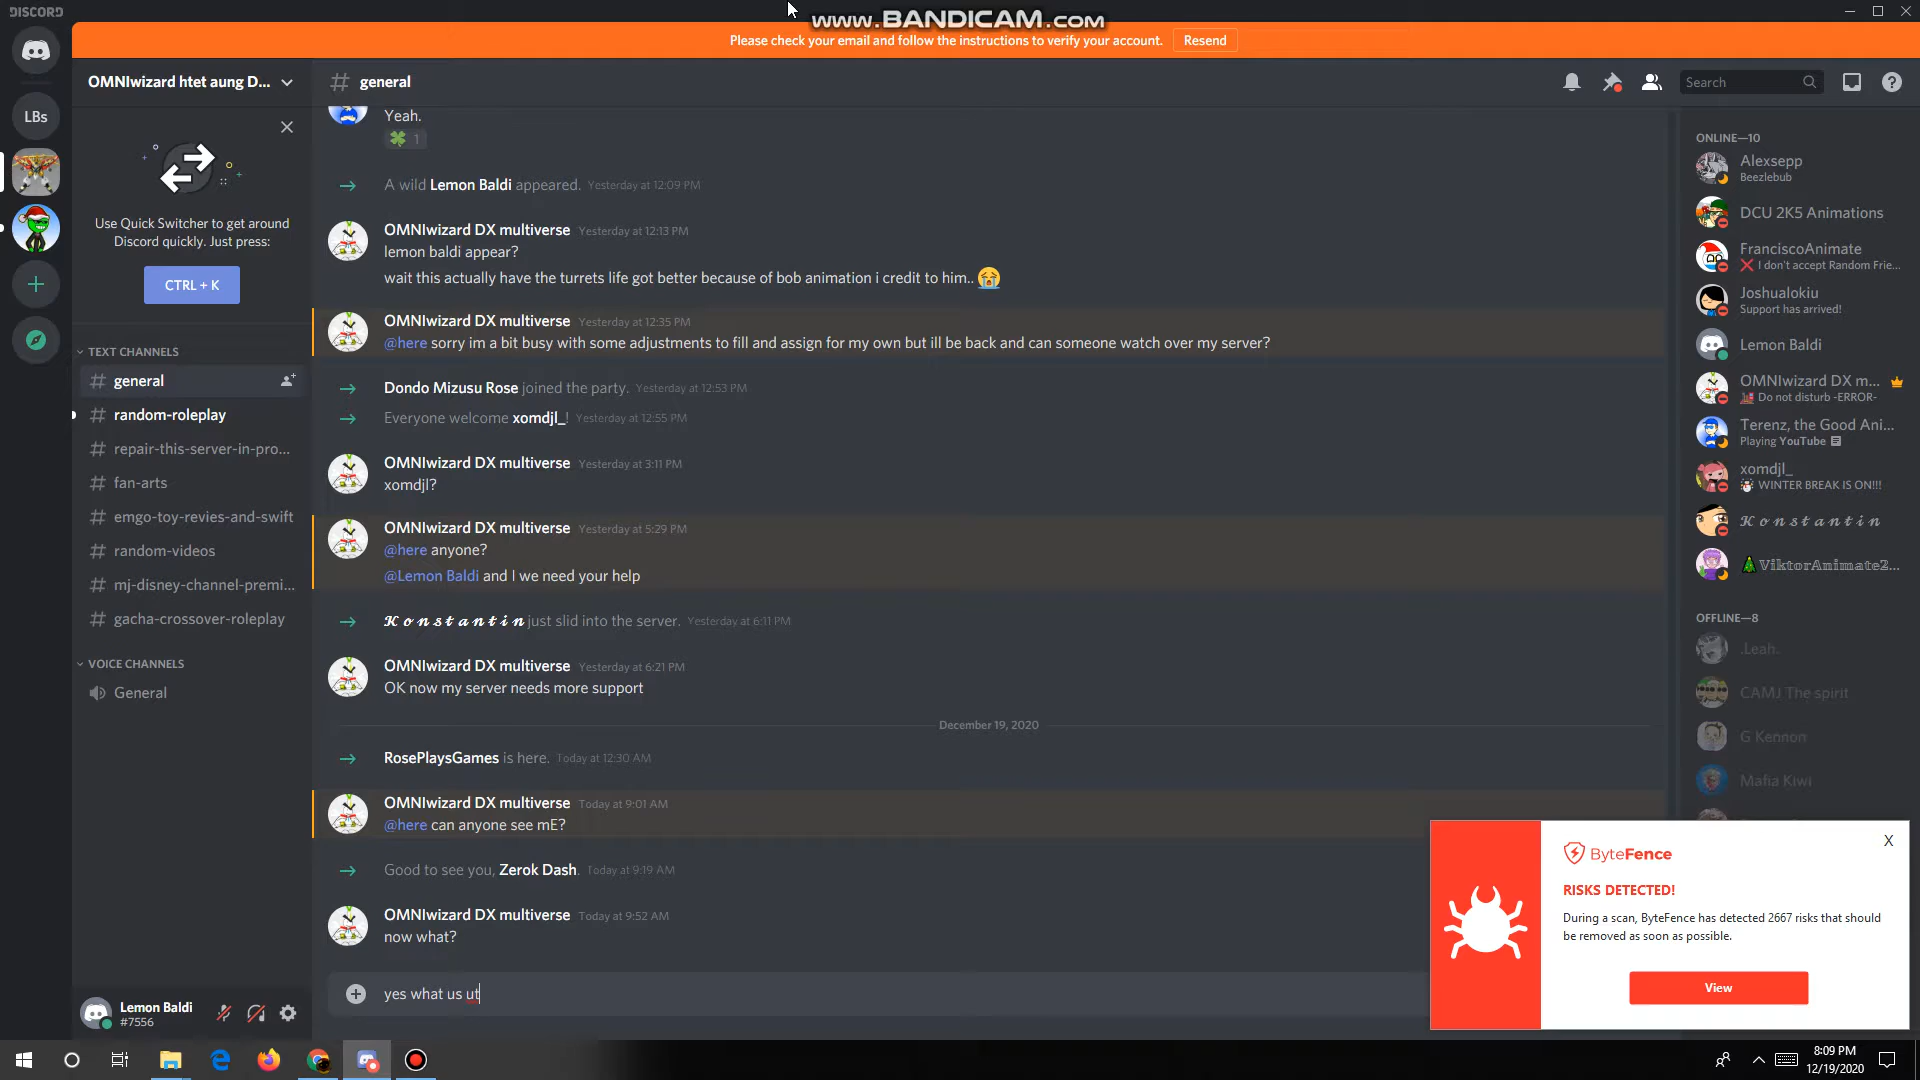 DISCORD
www.BANDICAM.com
Please check your email and follow the instructions to verify your account.
Resend
OMNIwizard htet aung D...
general
Search
LBs
Use Quick Switcher to get around
Discord quickly. Just press:
CTRL + K
TEXT CHANNELS
general
random-roleplay
repair-this-server-in-pro...
fan-arts
emgo-toy-revies-and-swift
random-videos
mj-disney-channel-premi...
gacha-crossover-roleplay
VOICE CHANNELS
General
Lemon Baldi
#7556
Yeah.
1
A wild Lemon Baldi appeared. Yesterday at 12:09 PM
OMNIwizard DX multiverse Yesterday at 12:13 PM
lemon baldi appear?
wait this actually have the turrets life got better because of bob animation i credit to him.. 😭
OMNIwizard DX multiverse Yesterday at 12:35 PM
@here sorry im a bit busy with some adjustments to fill and assign for my own but ill be back and can someone watch over my server?
Dondo Mizusu Rose joined the party. Yesterday at 12:53 PM
Everyone welcome xomdjl_! Yesterday at 12:55 PM
OMNIwizard DX multiverse Yesterday at 3:11 PM
xomdjl?
OMNIwizard DX multiverse Yesterday at 5:29 PM
@here anyone?
@Lemon Baldi and I we need your help
𝓚 𝓸 𝓷 𝓼 𝓽 𝓪 𝓷 𝓽 𝓲 𝓷 just slid into the server. Yesterday at 6:11 PM
OMNIwizard DX multiverse Yesterday at 6:21 PM
OK now my server needs more support
December 19, 2020
RosePlaysGames is here. Today at 12:30 AM
OMNIwizard DX multiverse Today at 9:01 AM
@here can anyone see mE?
Good to see you, Zerok Dash. Today at 9:19 AM
OMNIwizard DX multiverse Today at 9:52 AM
now what?
yes what us ut
ONLINE—10
Alexsepp
Beezlebub
DCU 2K5 Animations
FranciscoAnimate
❌ I don't accept Random Frie...
Joshualokiu
Support has arrived!
Lemon Baldi
OMNIwizard DX m...
Do not disturb -ERROR-
Terenz, the Good Ani...
Playing YouTube
xomdjl_
WINTER BREAK IS ON!!!
𝓚 𝓸 𝓷 𝓼 𝓽 𝓪 𝓷 𝓽 𝓲 𝓷
🎄𝕍𝕚𝕜𝕥𝕠𝕣𝔸𝕟𝕚𝕞𝕒𝕥𝕖𝟚...
OFFLINE—8
.Leah.
CAMJ The spirit
G Kennon
Mafia Kiwi
X
ByteFence
RISKS DETECTED!
During a scan, ByteFence has detected 2667 risks that should
be removed as soon as possible.
View
8:09 PM
12/19/2020